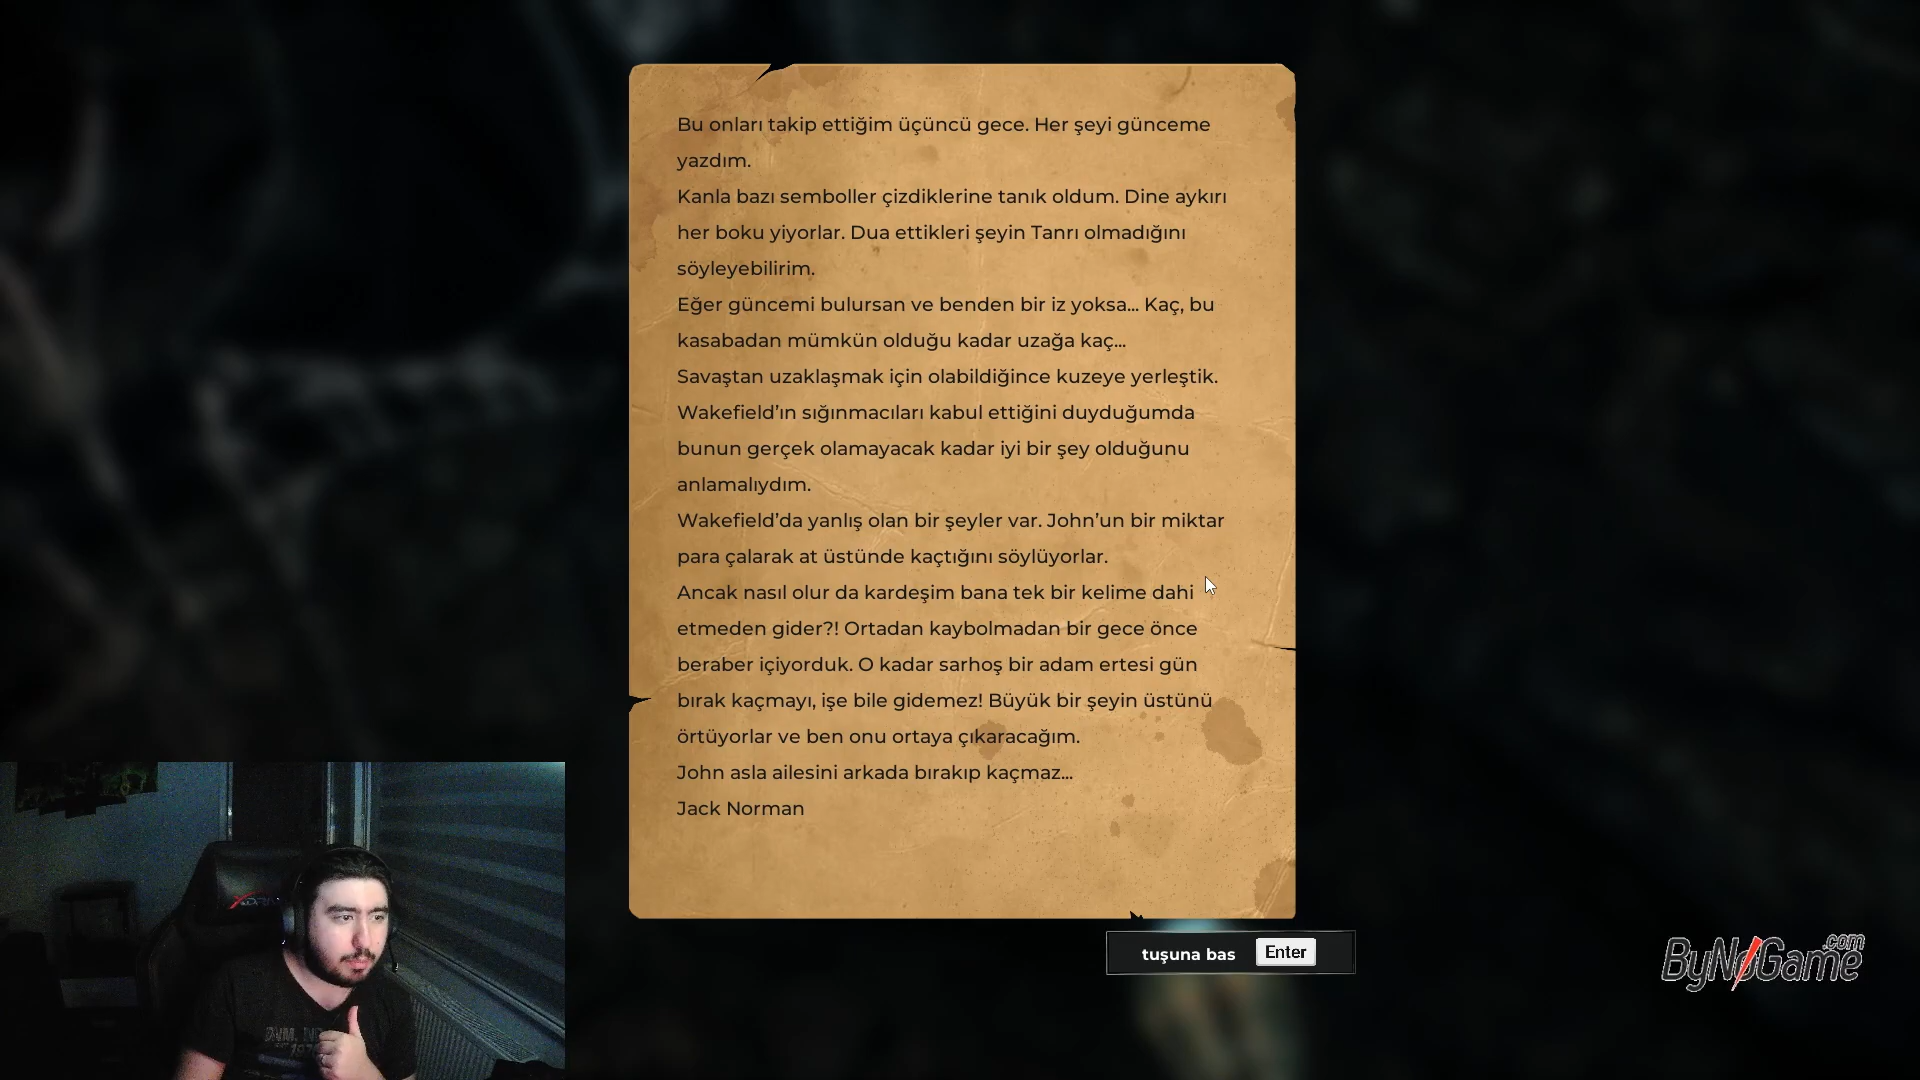 Bu onları takip ettiğim üçüncü gece. Her şeyi günceme
yazdım.
Kanla bazı semboller çizdiklerine tanık oldum. Dine aykırı
her boku yiyorlar. Dua ettikleri şeyin Tanrı olmadığını
söyleyebilirim.
Eğer güncemi bulursan ve benden bir iz yoksa... Kaç, bu
kasabadan mümkün olduğu kadar uzağa kaç...
Savaştan uzaklaşmak için olabildiğince kuzeye yerleştik.
Wakefield’ın sığınmacıları kabul ettiğini duyduğumda
bunun gerçek olamayacak kadar iyi bir şey olduğunu
anlamalıydım.
Wakefield’da yanlış olan bir şeyler var. John’un bir miktar
para çalarak at üstünde kaçtığını söylüyorlar.
Ancak nasıl olur da kardeşim bana tek bir kelime dahi
etmeden gider?! Ortadan kaybolmadan bir gece önce
beraber içiyorduk. O kadar sarhoş bir adam ertesi gün
bırak kaçmayı, işe bile gidemez! Büyük bir şeyin üstünü
örtüyorlar ve ben onu ortaya çıkaracağım.
John asla ailesini arkada bırakıp kaçmaz...
Jack Norman
tuşuna bas Enter
ByNoGame.com